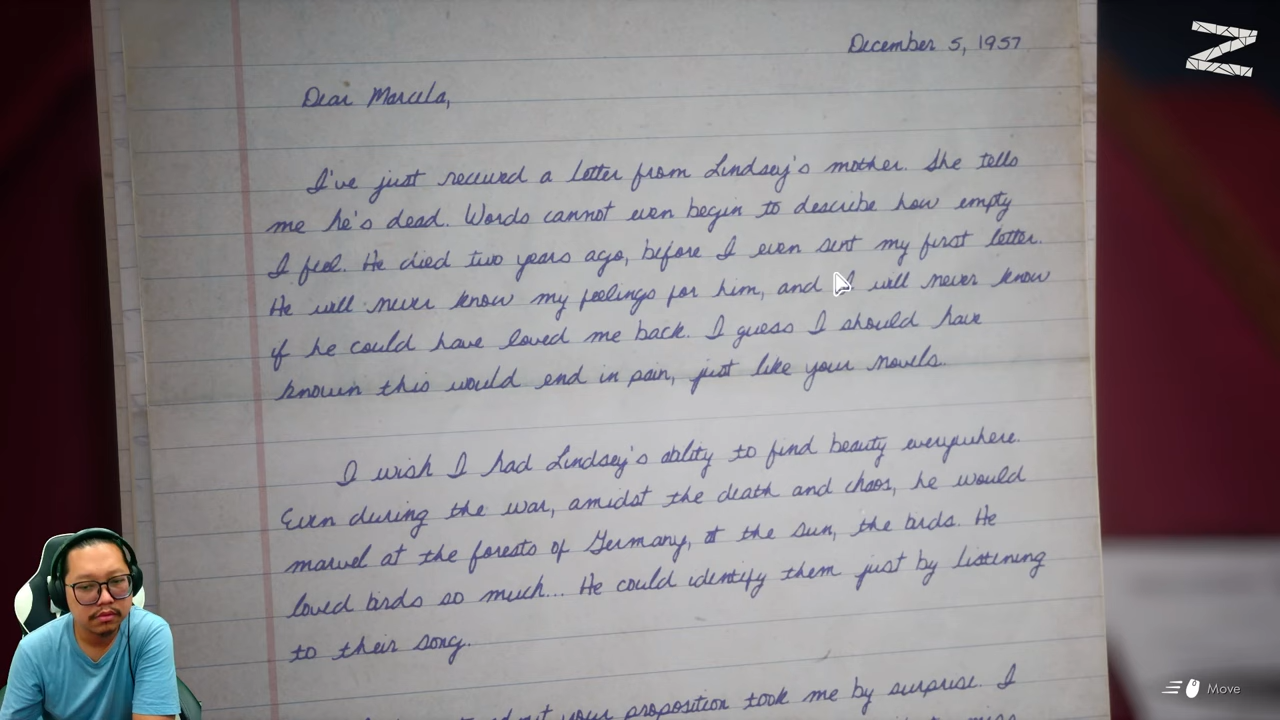 December 5, 1957
Dear Marcela,
I've just received a letter from Lindsey's mother. She tells
me he's dead. Words cannot even begin to describe how empty
I feel. He died two years ago, before I even sent my first letter.
He will never know my feelings for him, and I will never know
if he could have loved me back. I guess I should have
known this would end in pain, just like your novels.
I wish I had Lindsey's ability to find beauty everywhere.
Even during the war, amidst the death and chaos, he would
marvel at the forests of Germany, at the sun, the birds. He
loved birds so much... He could identify them just by listening
to their song.
your proposition took me by surprise. I
Move